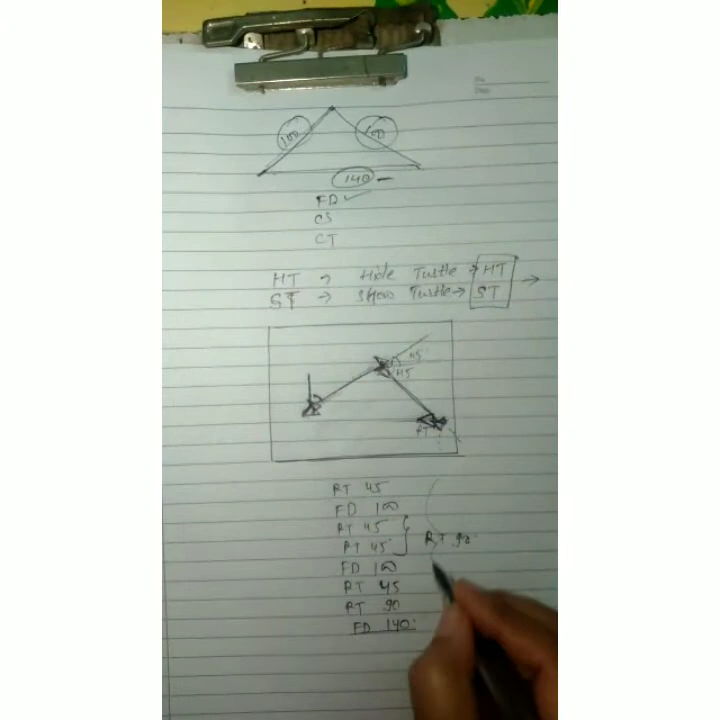 100 100
140
FD ✓
CS
CT
HT → Hide Turtle → HT
ST → Show Turtle → ST →
45°
45
RT
RT 45
FD 100
RT 45
RT 45° RT 90°
FD 100
RT 45
RT 90
FD 140°